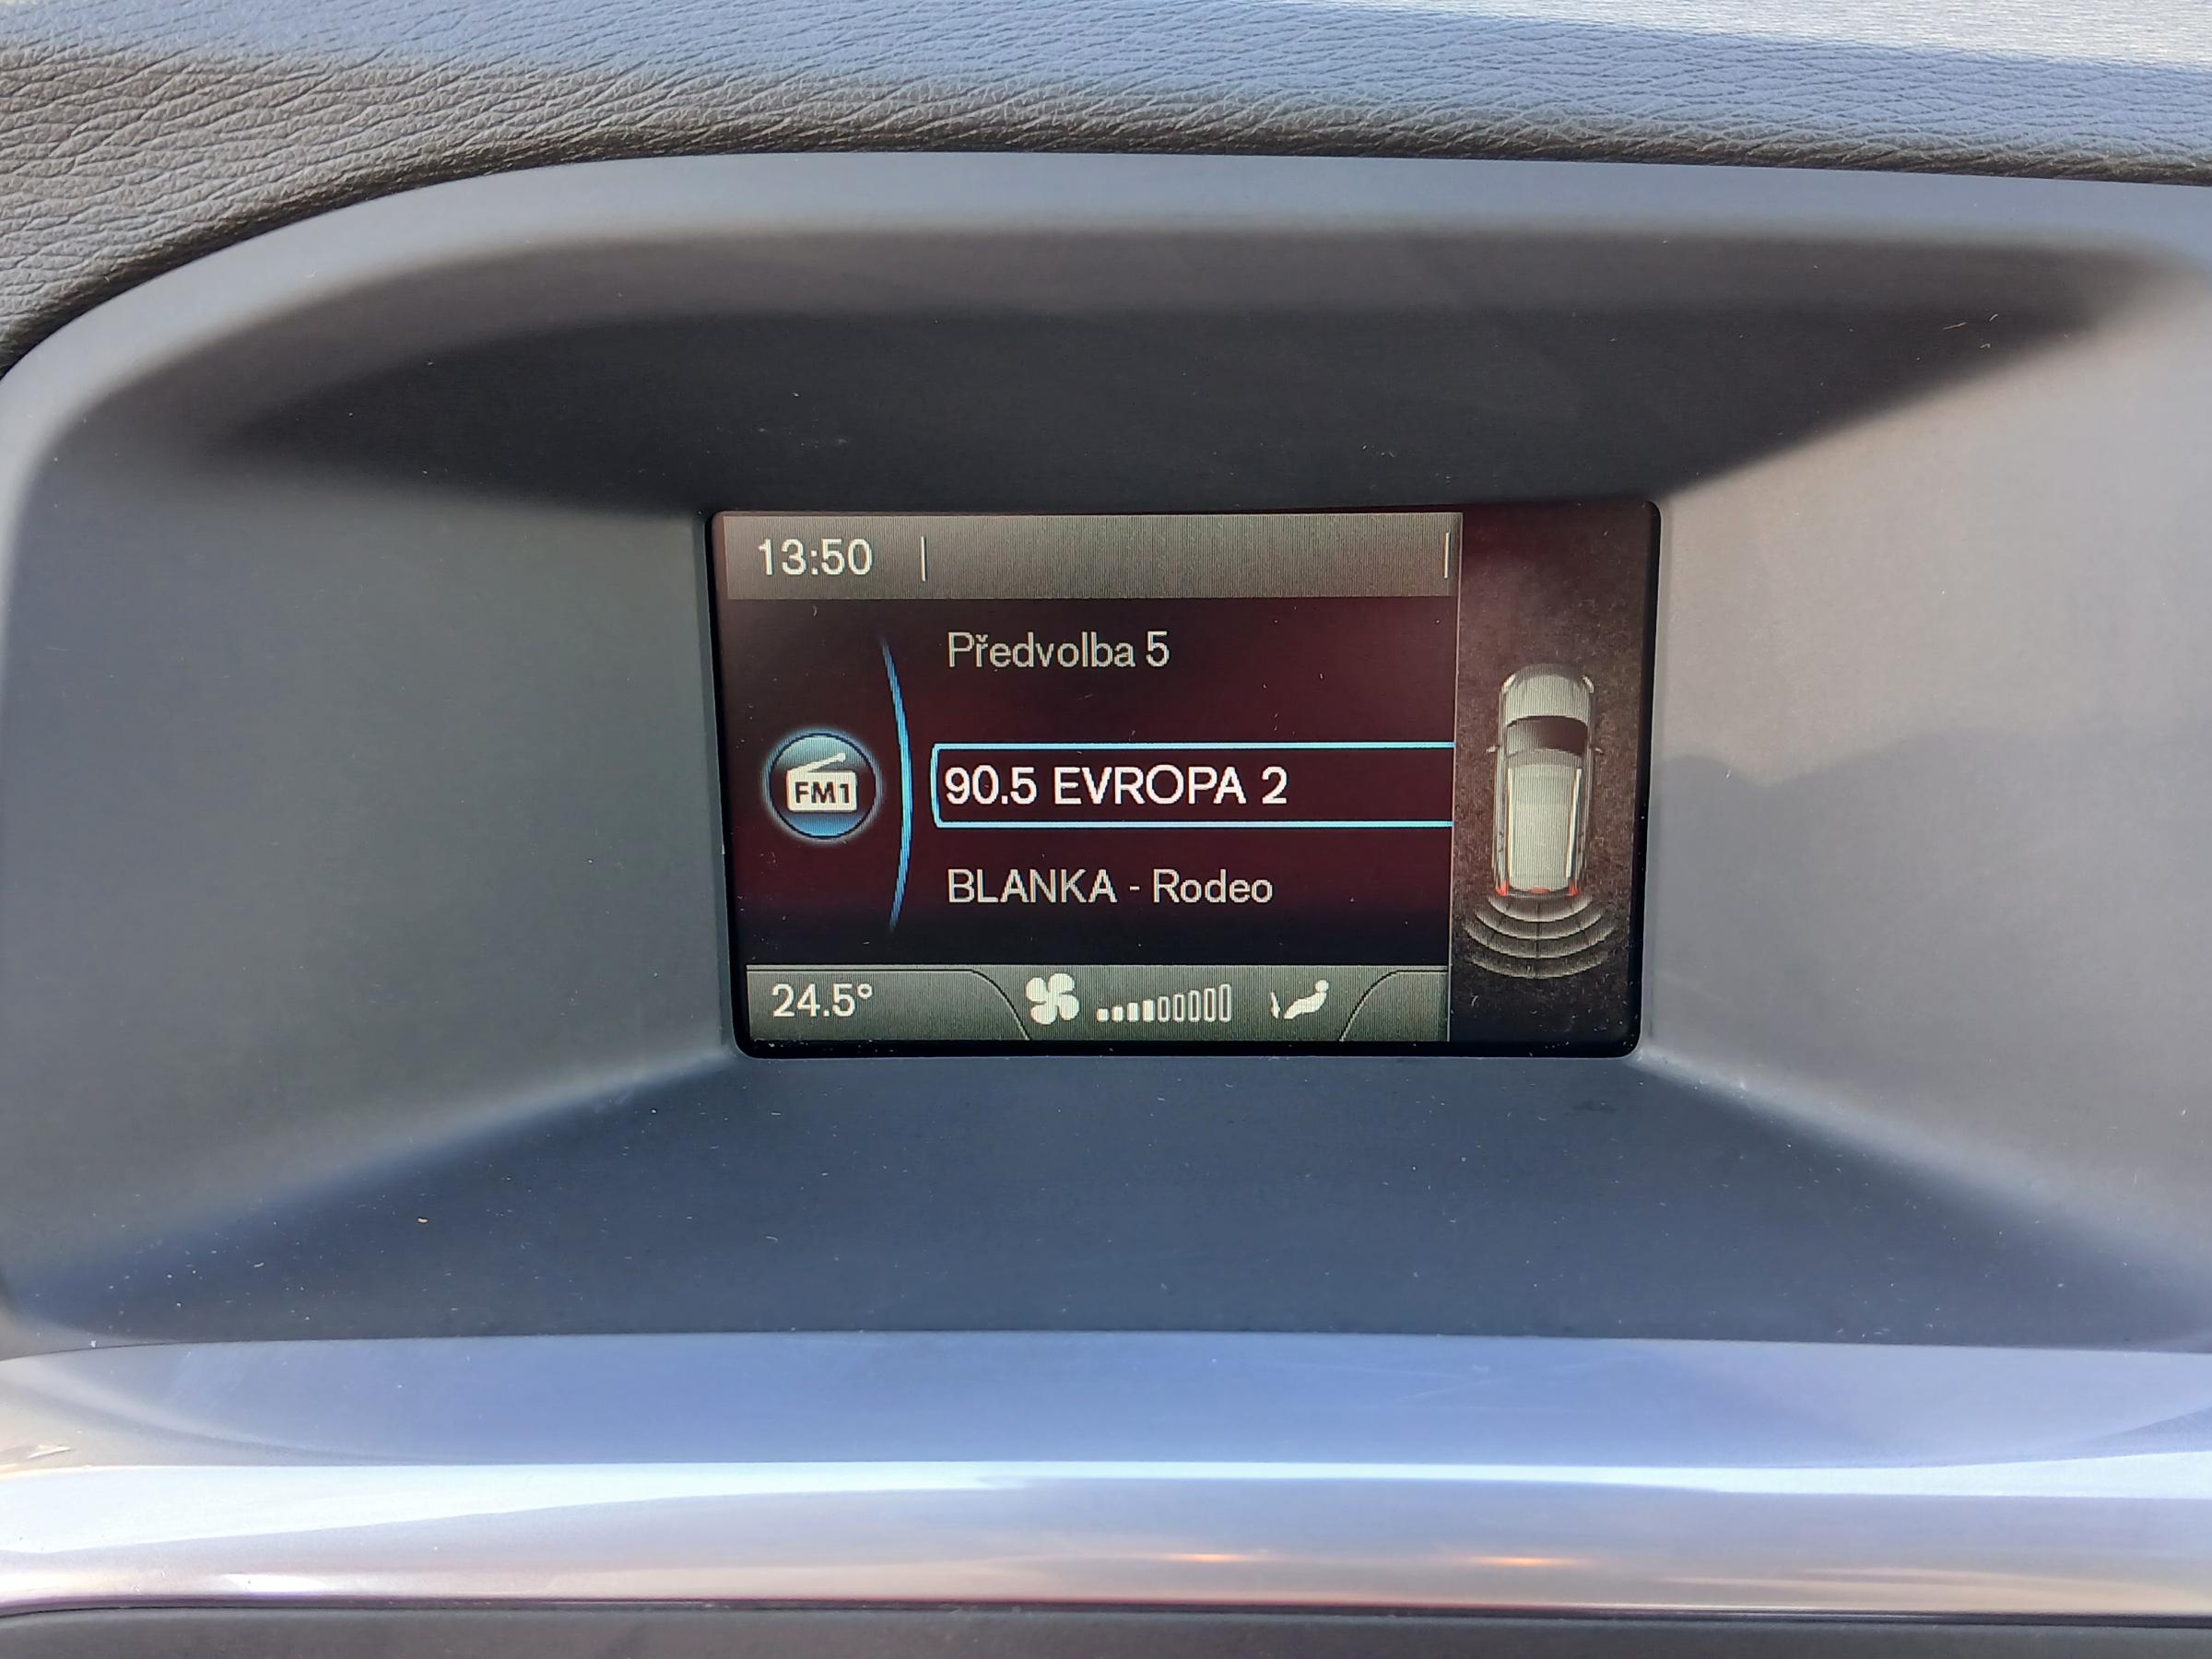 13:50
Předvolba 5
FM1
90.5 EVROPA 2
BLANKA - Rodeo
24.5°